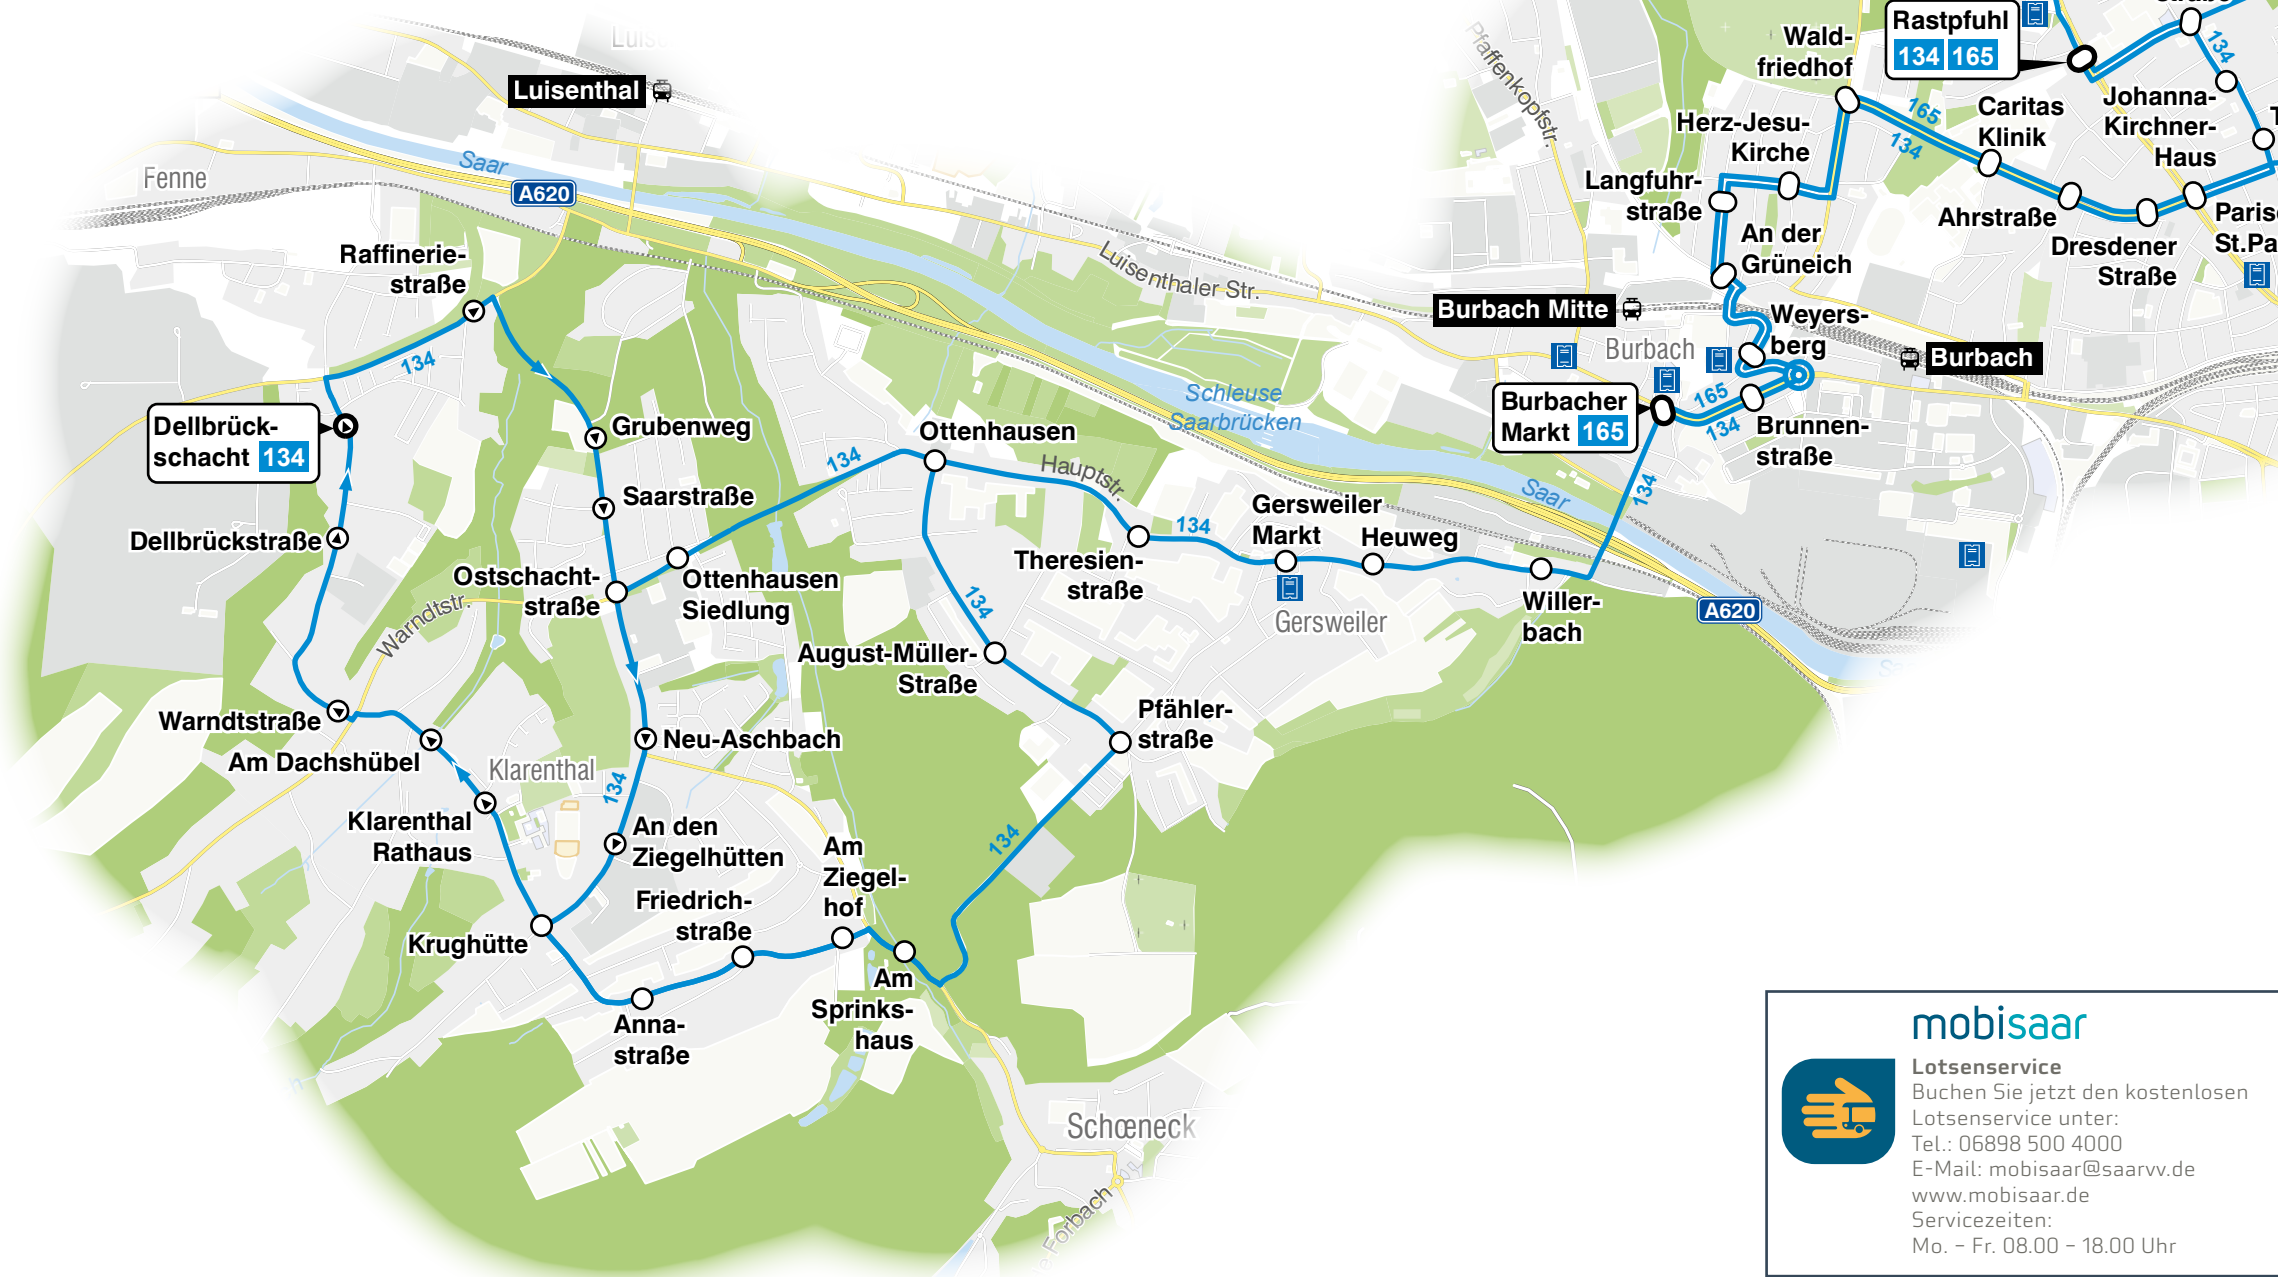 Luisenthal
Fenne
Saar
A620
Raffinerie-
straße
134
Dellbrück-
schacht 134
Dellbrückstraße
Warndtstr.
Warndtstraße
Am Dachshübel
Klarenthal
Klarenthal
Rathaus
Krughütte
Grubenweg
Saarstraße
Ostschacht-
straße
Ottenhausen
Siedlung
Neu-Aschbach
134
An den
Ziegelhütten
Friedrich-
straße
Anna-
straße
Am
Ziegel-
hof
Am
Sprinks-
haus
134
Ottenhausen
Hauptstr.
134
August-Müller-
Straße
Pfähler-
straße
134
Theresien-
straße
134
Gersweiler
Markt
Heuweg
Gersweiler
Willer-
bach
Luisenthaler Str.
Schleuse
Saarbrücken
Saar
134
A620
Schœneck
Pfaffenkopfstr.
Burbach Mitte
Burbach
Burbach
Burbacher
Markt 165
165
134
Brunnen-
straße
Weyers-
berg
An der
Grüneich
Langfuhr-
straße
Herz-Jesu-
Kirche
Wald-
friedhof
Rastpfuhl
134 165
165
134
Caritas
Klinik
Ahrstraße
Dresdener
Straße
Johanna-
Kirchner-
Haus
134
St.Pa
mobisaar
Lotsenservice
Buchen Sie jetzt den kostenlosen
Lotsenservice unter:
Tel.: 06898 500 4000
E-Mail: mobisaar@saarvv.de
www.mobisaar.de
Servicezeiten:
Mo. – Fr. 08.00 – 18.00 Uhr